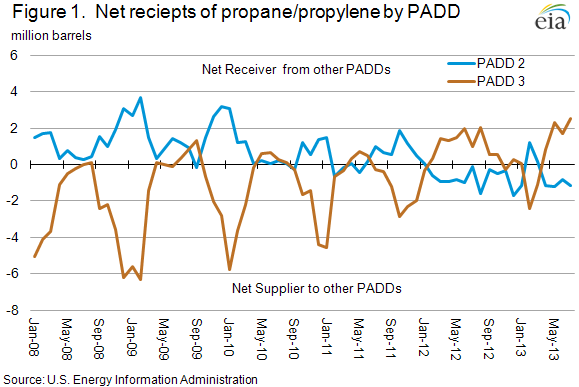 Figure 1.  Net reciepts of propane/propylene by PADD
eia
million barrels
6
4
2
0
-2
-4
-6
-8
Net Receiver from other PADDs
PADD 2
PADD 3
Net Supplier to other PADDs
Jan-08
May-08
Sep-08
Jan-09
May-09
Sep-09
Jan-10
May-10
Sep-10
Jan-11
May-11
Sep-11
Jan-12
May-12
Sep-12
Jan-13
May-13
Source: U.S. Energy Information Administration